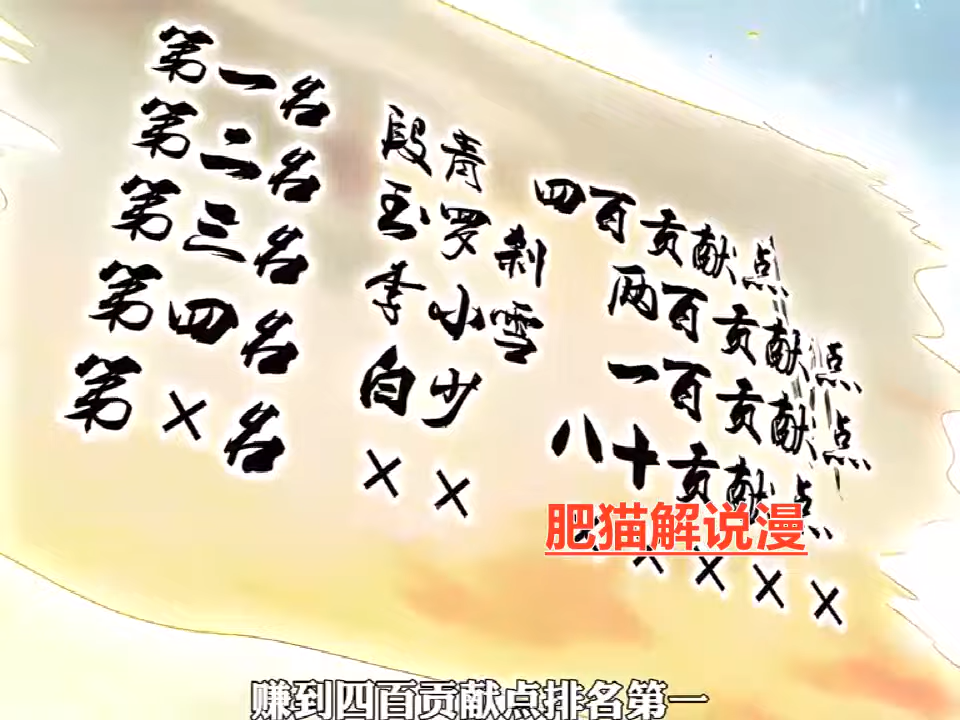 第一名 段青 四百贡献点
第二名 玉罗刹 两百贡献点
第三名 李小雪 一百贡献点
第四名 白少 八十贡献点
第×名 ×× ×××××
肥猫解说漫
赚到四百贡献点排名第一